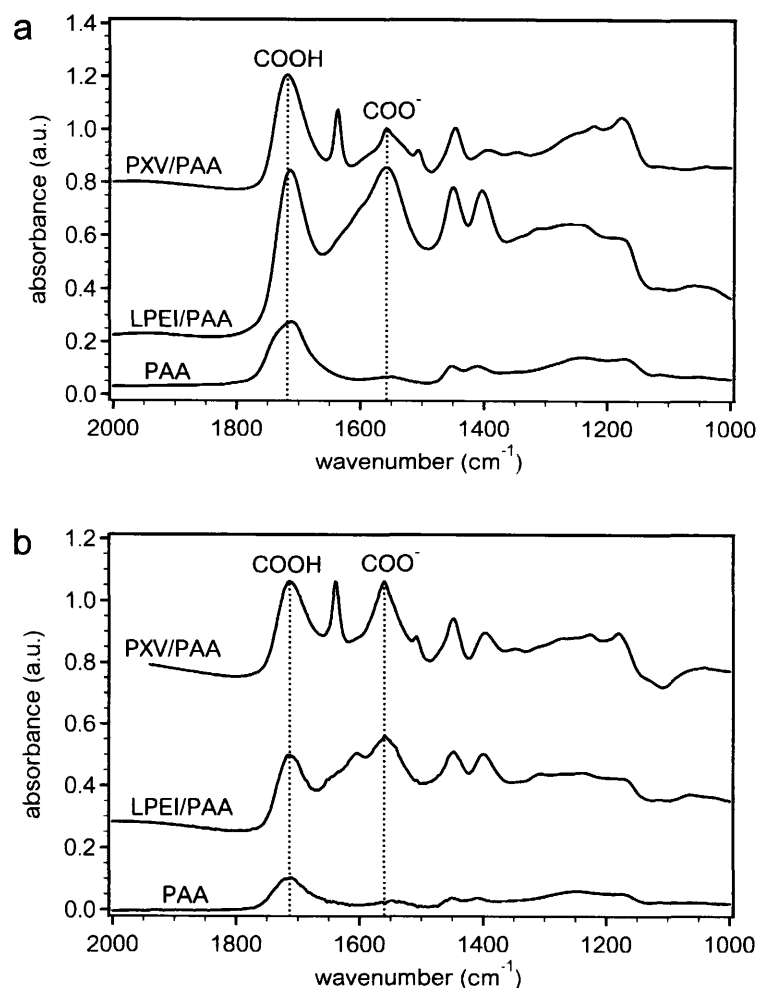 a
1.4
1.2
1.0
0.8
0.6
0.4
0.2
0.0
absorbance (a.u.)
COOH
COO⁻
PXV/PAA
LPEI/PAA
PAA
2000 1800 1600 1400 1200 1000
wavenumber (cm⁻¹)
b
1.2
1.0
0.8
0.6
0.4
0.2
0.0
absorbance (a.u.)
COOH
COO⁻
PXV/PAA
LPEI/PAA
PAA
2000 1800 1600 1400 1200 1000
wavenumber (cm⁻¹)